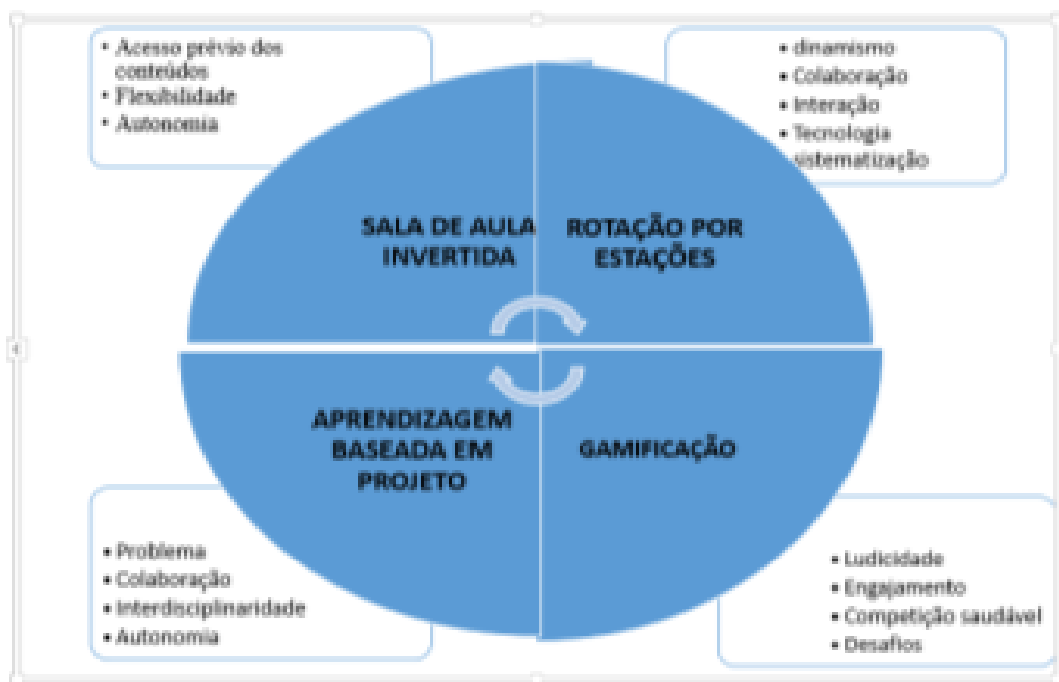 • Acesso prévio dos
conteúdos
• Flexibilidade
• Autonomia
• dinamismo
• Colaboração
• Interação
• Tecnologia
sistematização
SALA DE AULA
INVERTIDA
ROTAÇÃO POR
ESTAÇÕES
APRENDIZAGEM
BASEADA EM
PROJETO
GAMIFICAÇÃO
• Problema
• Colaboração
• Interdisciplinaridade
• Autonomia
• Ludicidade
• Engajamento
• Competição saudável
• Desafios